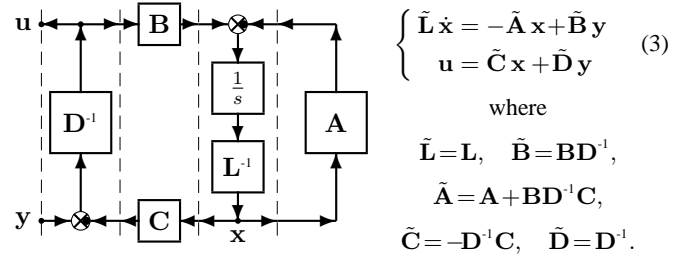 u B
1/s
D⁻¹ A
L⁻¹
y C x
L̃ ẋ = −Ã x + B̃ y
u = C̃ x + D̃ y (3)
where
L̃ = L, B̃ = BD⁻¹,
Ã = A + BD⁻¹C,
C̃ = −D⁻¹C, D̃ = D⁻¹.